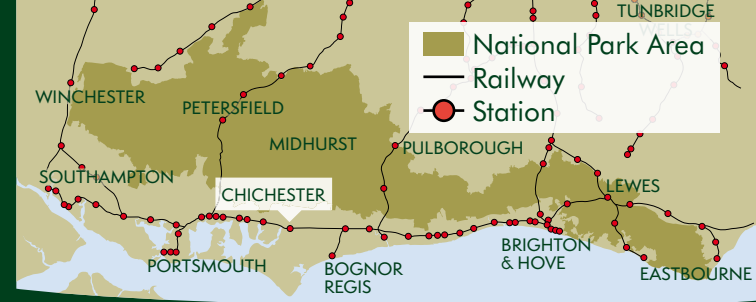 TUNBRIDGE
WELLS
National Park Area
Railway
Station
WINCHESTER
PETERSFIELD
MIDHURST
PULBOROUGH
SOUTHAMPTON
CHICHESTER
LEWES
PORTSMOUTH
BOGNOR
REGIS
BRIGHTON
& HOVE
EASTBOURNE